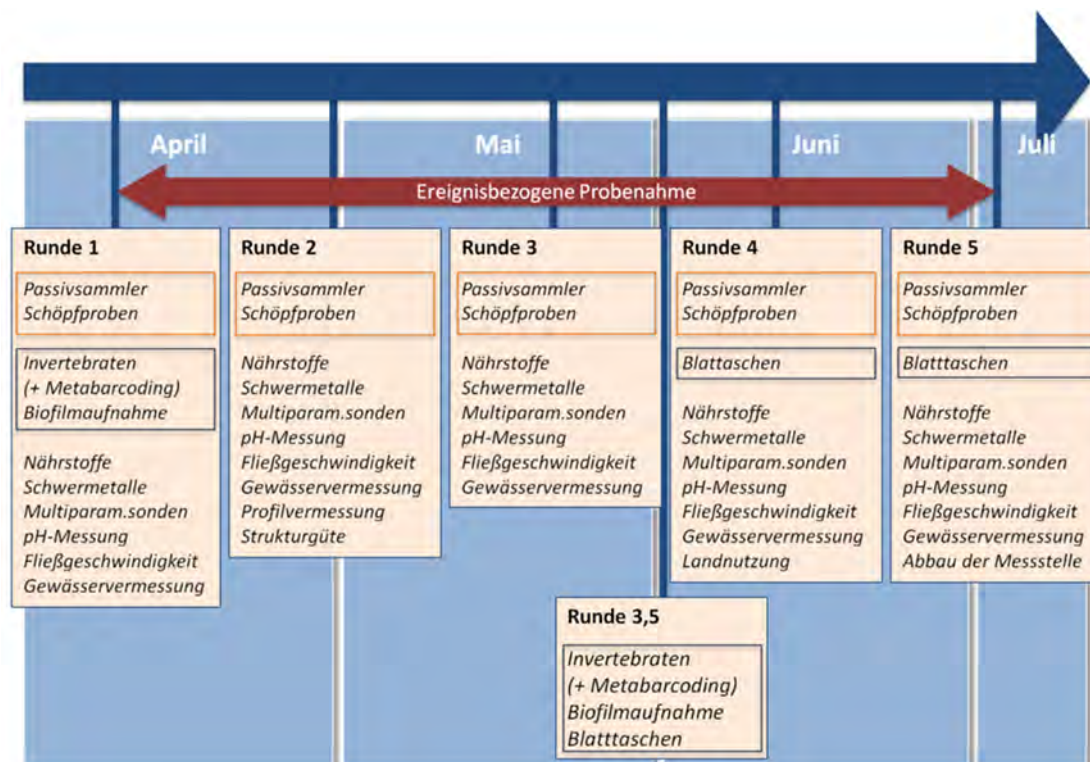 April
Mai
Juni
Juli
Ereignisbezogene Probenahme
Runde 1
Passivsammler
Schöpfproben
Invertebraten
(+ Metabarcoding)
Biofilmaufnahme
Nährstoffe
Schwermetalle
Multiparam.sonden
pH-Messung
Fließgeschwindigkeit
Gewässervermessung
Runde 2
Passivsammler
Schöpfproben
Nährstoffe
Schwermetalle
Multiparam.sonden
pH-Messung
Fließgeschwindigkeit
Gewässervermessung
Profilvermessung
Strukturgüte
Runde 3
Passivsammler
Schöpfproben
Nährstoffe
Schwermetalle
Multiparam.sonden
pH-Messung
Fließgeschwindigkeit
Gewässervermessung
Runde 4
Passivsammler
Schöpfproben
Blattaschen
Nährstoffe
Schwermetalle
Multiparam.sonden
pH-Messung
Fließgeschwindigkeit
Gewässervermessung
Landnutzung
Runde 5
Passivsammler
Schöpfproben
Blatttaschen
Nährstoffe
Schwermetalle
Multiparam.sonden
pH-Messung
Fließgeschwindigkeit
Gewässervermessung
Abbau der Messstelle
Runde 3,5
Invertebraten
(+ Metabarcoding)
Biofilmaufnahme
Blatttaschen